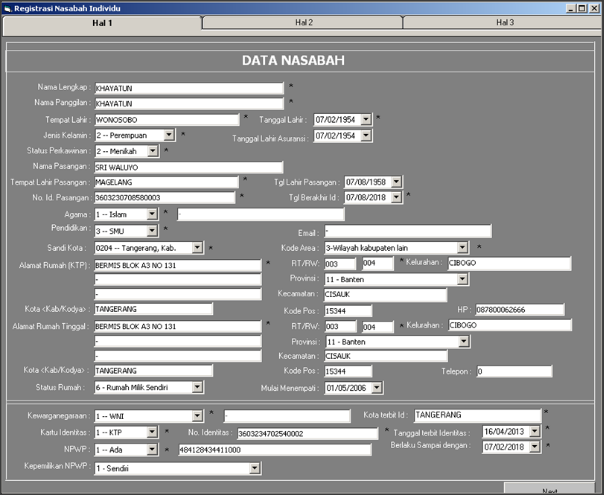 Registrasi Nasabah Individu
Hal 1 Hal 2 Hal 3
DATA NASABAH
Nama Lengkap : KHAYATUN *
Nama Panggilan : KHAYATUN *
Tempat Lahir : WONOSOBO * Tanggal Lahir : 07/02/1954 *
Jenis Kelamin : 2 -- Perempuan * Tanggal Lahir Asuransi : 07/02/1954
Status Perkawinan : 2 -- Menikah *
Nama Pasangan : SRI WALUYO
Tempat Lahir Pasangan : MAGELANG * Tgl Lahir Pasangan : 07/08/1958
No. Id. Pasangan 3603230708580003 * Tgl Berakhir Id : 07/08/2018 *
Agama : 1 -- Islam * -
Pendidikan : 3 -- SMU * Email : -
Sandi Kota : 0204 -- Tangerang, Kab. * Kode Area : 3-Wilayah kabupaten lain *
Alamat Rumah (KTP) : BERMIS BLOK A3 NO 131 * RT/RW: 003 004 * Kelurahan : CIBOGO
- Provinsi : 11 - Banten
- Kecamatan : CISAUK
Kota <Kab/Kodya> : TANGERANG Kode Pos : 15344 HP : 087800062666
Alamat Rumah Tinggal : BERMIS BLOK A3 NO 131 * RT/RW: 003 004 * Kelurahan : CIBOGO
- Provinsi : 11 - Banten
- Kecamatan : CISAUK
Kota <Kab/Kodya> : TANGERANG Kode Pos : 15344 Telepon : 0
Status Rumah : 6 - Rumah Milik Sendiri Mulai Menempati : 01/05/2006
Kewarganegaraan : 1 -- WNI * - Kota terbit Id : TANGERANG *
Kartu Identitas : 1 -- KTP * No. Identitas : 3603234702540002 * Tanggal terbit Identitas : 16/04/2013 *
NPWP : 1 -- Ada * 484128434411000 Berlaku Sampai dengan : 07/02/2018 *
Kepemilikan NPWP : 1 - Sendiri
Next